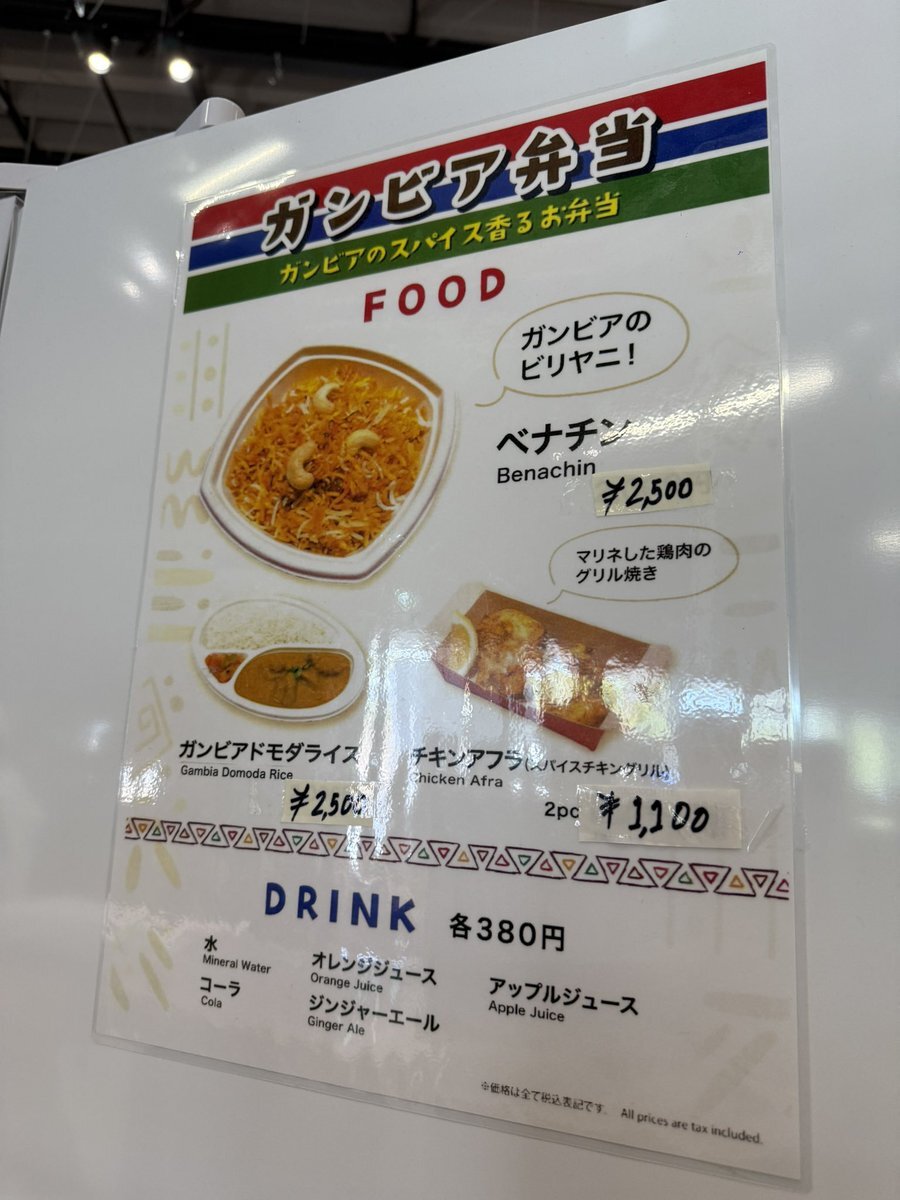 ガンビア弁当
ガンビアのスパイス香るお弁当
FOOD
ガンビアの
ビリヤニ！
ベナチン
Benachin
¥2,500
マリネした鶏肉の
グリル焼き
ガンビアドモダライス
Gambia Domoda Rice
¥2,500
チキンアフラ(スパイスチキングリル)
Chicken Afra
2pc ¥1,100
DRINK 各380円
水
Mineral Water
コーラ
Cola
オレンジジュース
Orange Juice
ジンジャーエール
Ginger Ale
アップルジュース
Apple Juice
※価格は全て税込表記です。 All prices are tax included.